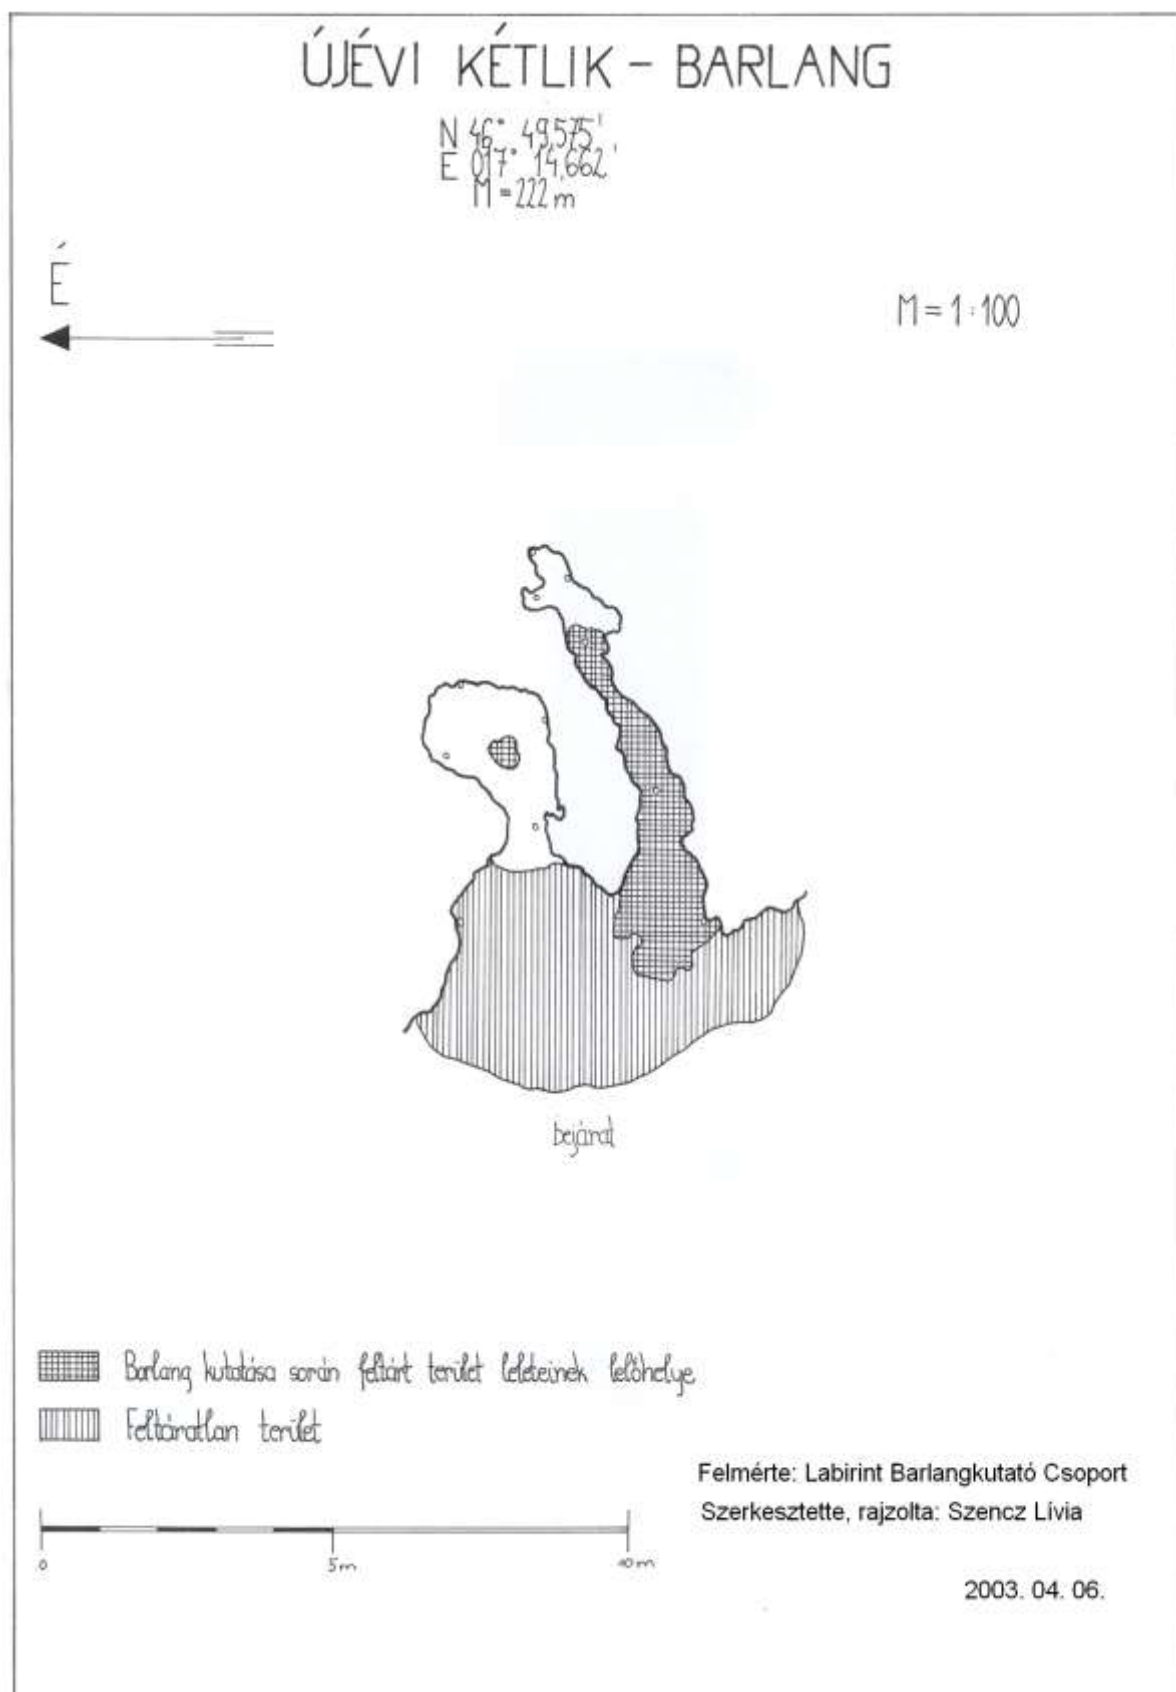 ÚJÉVI KÉTLIK - BARLANG
N 46° 49,575'
E 017° 14,662'
M = 222 m
É
M = 1 : 100
bejárat
Barlang kutatása során feltárt terület leleteinek lelőhelye
Feltáratlan terület
Felmérte: Labirint Barlangkutató Csoport
Szerkesztette, rajzolta: Szencz Lívia
0 5m 10m
2003. 04. 06.